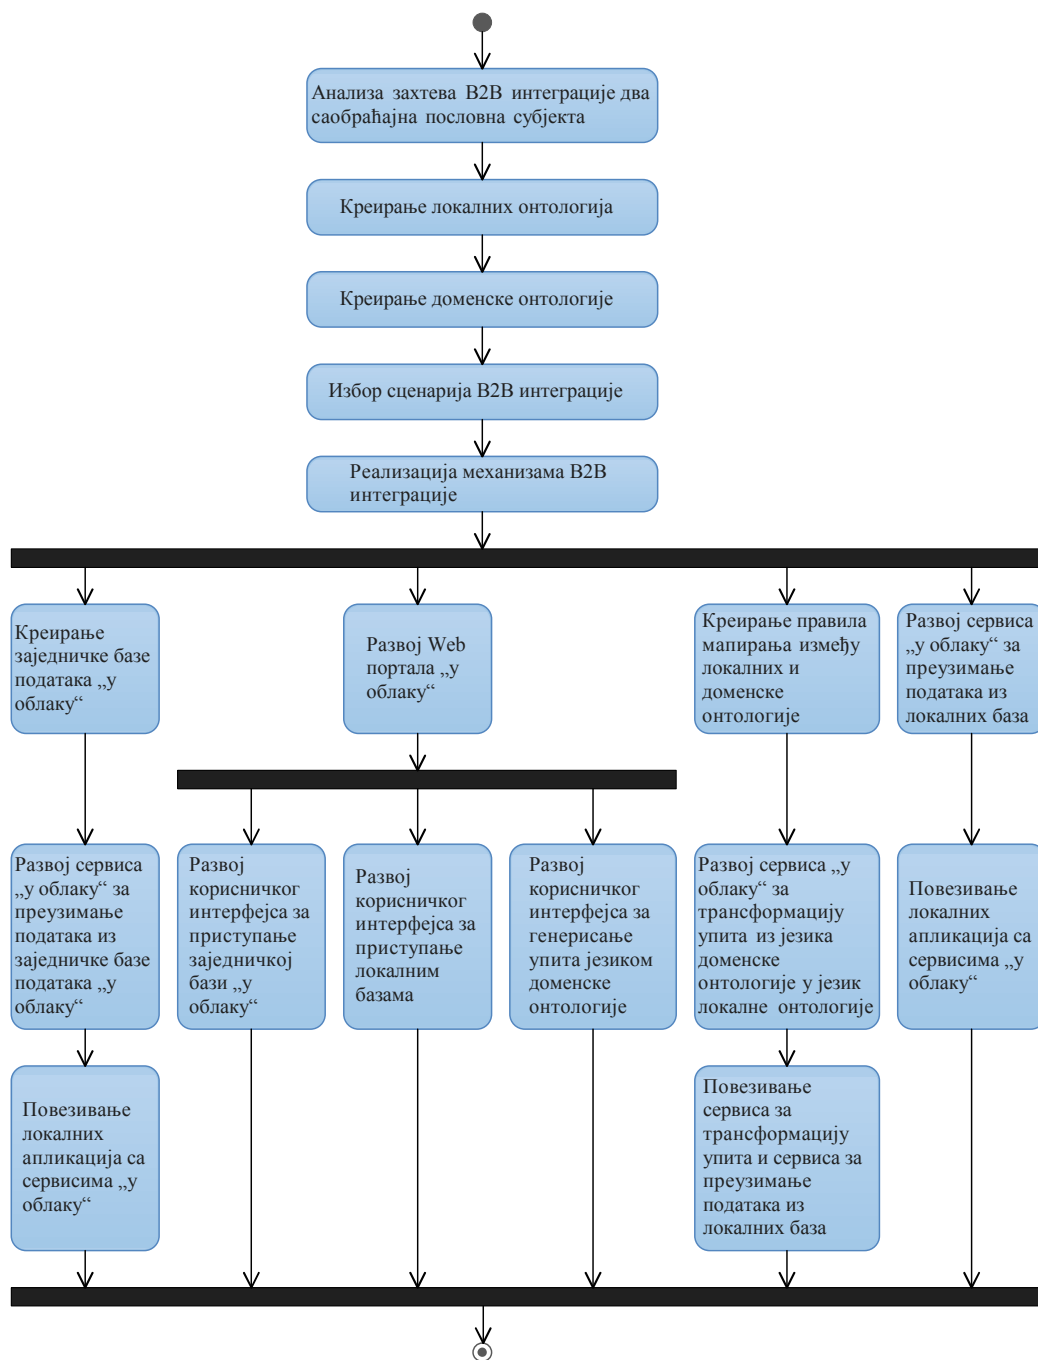 Анализа захтева B2B интеграције два
саобраћајна пословна субјекта
Креирање локалних онтологија
Креирање доменске онтологије
Избор сценарија B2B интеграције
Реализација механизама B2B
интеграције
Креирање
заједничке базе
података „у
облаку“
Развој Web
портала „у
облаку“
Креирање правила
мапирања између
локалних и
доменске
онтологије
Развој сервиса
„у облаку“ за
преузимање
података из
локалних база
Развој сервиса
„у облаку“ за
преузимање
података из
заједничке базе
података „у
облаку“
Развој
корисничког
интерфејса за
приступање
заједничкој
бази „у
облаку“
Развој
корисничког
интерфејса за
приступање
локалним
базама
Развој
корисничког
интерфејса за
генерисање
упита језиком
доменске
онтологије
Развој сервиса „у
облаку“ за
трансформацију
упита из језика
доменске
онтологије у језик
локалне онтологије
Повезивање
локалних
апликација са
сервисима „у
облаку“
Повезивање
локалних
апликација са
сервисима „у
облаку“
Повезивање
сервиса за
трансформацију
упита и сервиса за
преузимање
података из
локалних база